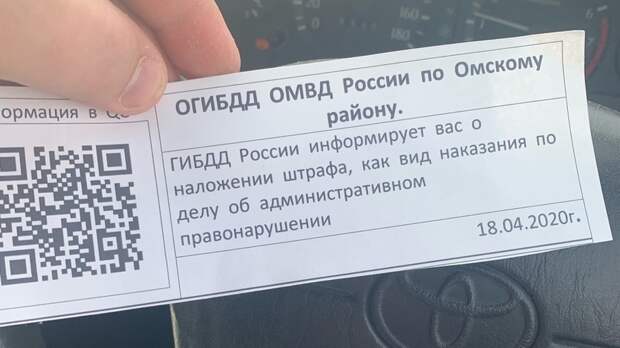 ормация в
ОГИБДД ОМВД России по Омскому
району.
ГИБДД России информирует вас о
наложении штрафа, как вид наказания по
делу об административном
правонарушении
18.04.2020г.